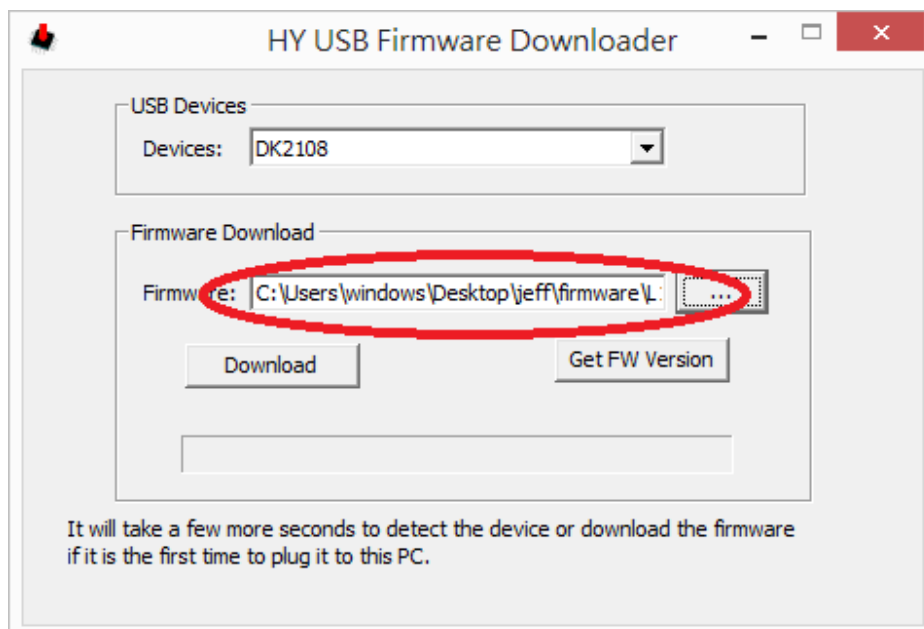 HY USB Firmware Downloader
USB Devices
Devices: DK2108
Firmware Download
Firmware: C:\Users\windows\Desktop\jeff\firmware\L ...
Download Get FW Version
It will take a few more seconds to detect the device or download the firmware
if it is the first time to plug it to this PC.